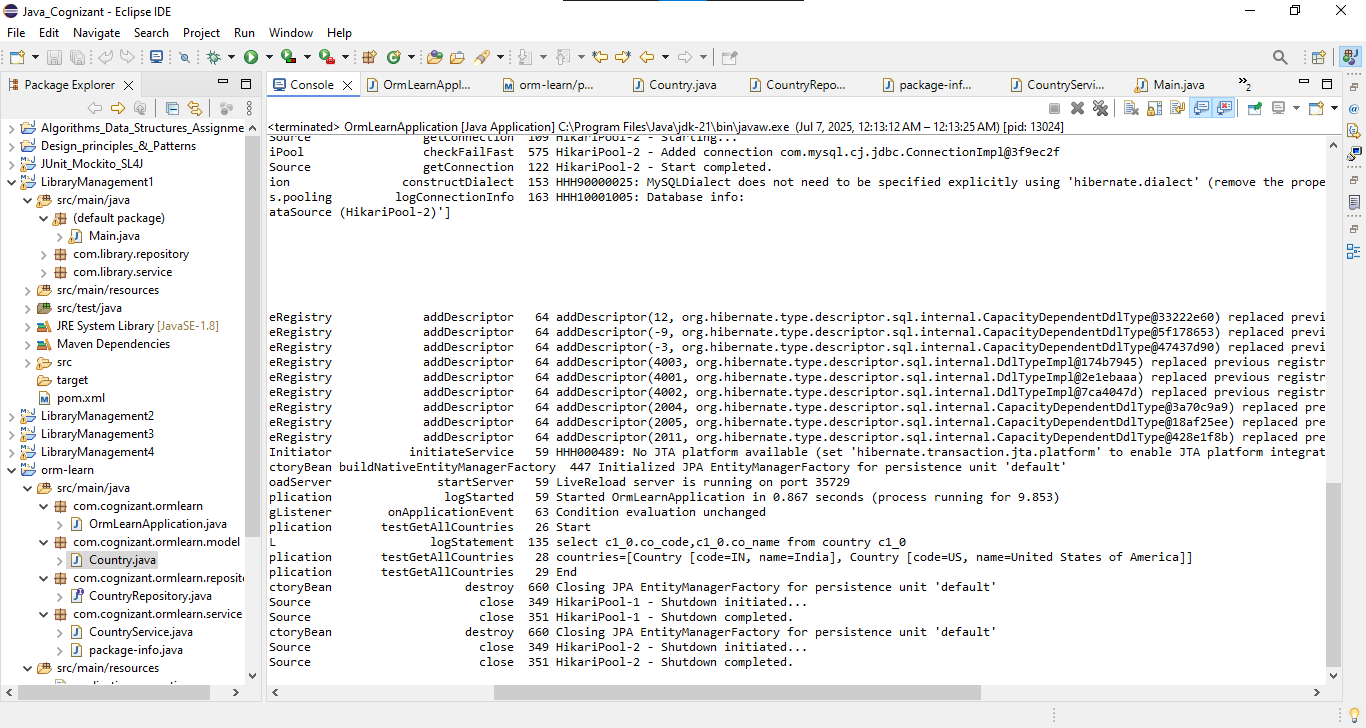 Java_Cognizant - Eclipse IDE
File Edit Navigate Search Project Run Window Help
Package Explorer
Algorithms_Data_Structures_Assignme
Design_principles_&_Patterns
JUnit_Mockito_SL4J
LibraryManagement1
src/main/java
(default package)
Main.java
com.library.repository
com.library.service
src/main/resources
src/test/java
JRE System Library [JavaSE-1.8]
Maven Dependencies
src
target
pom.xml
LibraryManagement2
LibraryManagement3
LibraryManagement4
orm-learn
src/main/java
com.cognizant.ormlearn
OrmLearnApplication.java
com.cognizant.ormlearn.model
Country.java
com.cognizant.ormlearn.reposit
CountryRepository.java
com.cognizant.ormlearn.service
CountryService.java
package-info.java
src/main/resources
Console OrmLearnAppl... orm-learn/p... Country.java CountryRepo... package-inf... CountryServi... Main.java »2
<terminated> OrmLearnApplication [Java Application] C:\Program Files\Java\jdk-21\bin\javaw.exe (Jul 7, 2025, 12:13:12 AM – 12:13:25 AM) [pid: 13024]
Source getConnection 109 HikariPool-2 - Starting...
iPool checkFailFast 575 HikariPool-2 - Added connection com.mysql.cj.jdbc.ConnectionImpl@3f9ec2f
Source getConnection 122 HikariPool-2 - Start completed.
ion constructDialect 153 HHH90000025: MySQLDialect does not need to be specified explicitly using 'hibernate.dialect' (remove the prope
s.pooling logConnectionInfo 163 HHH10001005: Database info:
ataSource (HikariPool-2)']
eRegistry addDescriptor 64 addDescriptor(12, org.hibernate.type.descriptor.sql.internal.CapacityDependentDdlType@33222e60) replaced previ
eRegistry addDescriptor 64 addDescriptor(-9, org.hibernate.type.descriptor.sql.internal.CapacityDependentDdlType@5f178653) replaced previ
eRegistry addDescriptor 64 addDescriptor(-3, org.hibernate.type.descriptor.sql.internal.CapacityDependentDdlType@47437d90) replaced previ
eRegistry addDescriptor 64 addDescriptor(4003, org.hibernate.type.descriptor.sql.internal.DdlTypeImpl@174b7945) replaced previous registr
eRegistry addDescriptor 64 addDescriptor(4001, org.hibernate.type.descriptor.sql.internal.DdlTypeImpl@2e1ebaaa) replaced previous registr
eRegistry addDescriptor 64 addDescriptor(4002, org.hibernate.type.descriptor.sql.internal.DdlTypeImpl@7ca4047d) replaced previous registr
eRegistry addDescriptor 64 addDescriptor(2004, org.hibernate.type.descriptor.sql.internal.CapacityDependentDdlType@3a70c9a9) replaced pre
eRegistry addDescriptor 64 addDescriptor(2005, org.hibernate.type.descriptor.sql.internal.CapacityDependentDdlType@18af25ee) replaced pre
eRegistry addDescriptor 64 addDescriptor(2011, org.hibernate.type.descriptor.sql.internal.CapacityDependentDdlType@428e1f8b) replaced pre
Initiator initiateService 59 HHH000489: No JTA platform available (set 'hibernate.transaction.jta.platform' to enable JTA platform integrat
ctoryBean buildNativeEntityManagerFactory 447 Initialized JPA EntityManagerFactory for persistence unit 'default'
oadServer startServer 59 LiveReload server is running on port 35729
plication logStarted 59 Started OrmLearnApplication in 0.867 seconds (process running for 9.853)
gListener onApplicationEvent 63 Condition evaluation unchanged
plication testGetAllCountries 26 Start
L logStatement 135 select c1_0.co_code,c1_0.co_name from country c1_0
plication testGetAllCountries 28 countries=[Country [code=IN, name=India], Country [code=US, name=United States of America]]
plication testGetAllCountries 29 End
ctoryBean destroy 660 Closing JPA EntityManagerFactory for persistence unit 'default'
Source close 349 HikariPool-1 - Shutdown initiated...
Source close 351 HikariPool-1 - Shutdown completed.
ctoryBean destroy 660 Closing JPA EntityManagerFactory for persistence unit 'default'
Source close 349 HikariPool-2 - Shutdown initiated...
Source close 351 HikariPool-2 - Shutdown completed.